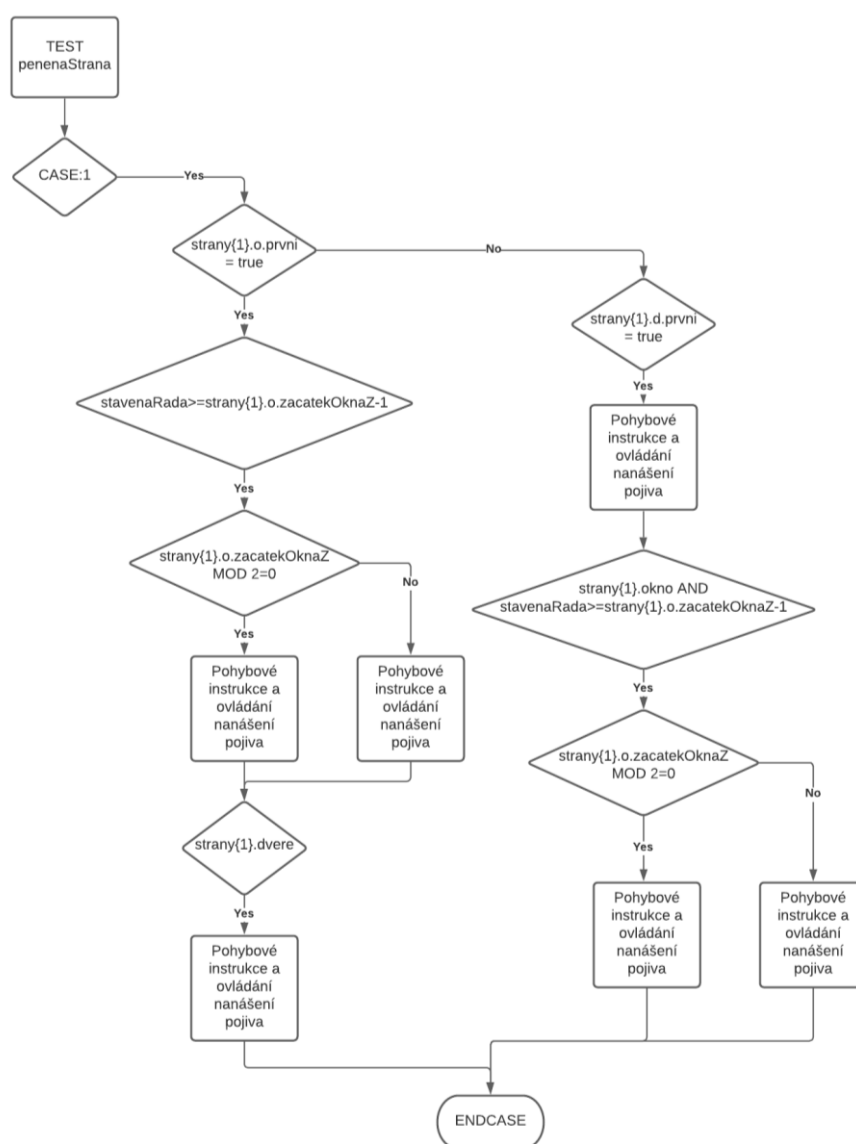 TEST
penenaStrana
CASE:1
Yes
strany{1}.o.prvni
= true
No
Yes
strany{1}.d.prvni
= true
stavenaRada>=strany{1}.o.zacatekOknaZ-1
Yes
Pohybové
instrukce a
ovládání
nanášení
pojiva
Yes
strany{1}.o.zacatekOknaZ
MOD 2=0
No
Yes
strany{1}.okno AND
stavenaRada>=strany{1}.o.zacatekOknaZ-1
Pohybové
instrukce a
ovládání
nanášení
pojiva
Pohybové
instrukce a
ovládání
nanášení
pojiva
Yes
strany{1}.o.zacatekOknaZ
MOD 2=0
No
strany{1}.dvere
Yes
Yes
Pohybové
instrukce a
ovládání
nanášení
pojiva
Pohybové
instrukce a
ovládání
nanášení
pojiva
Pohybové
instrukce a
ovládání
nanášení
pojiva
ENDCASE